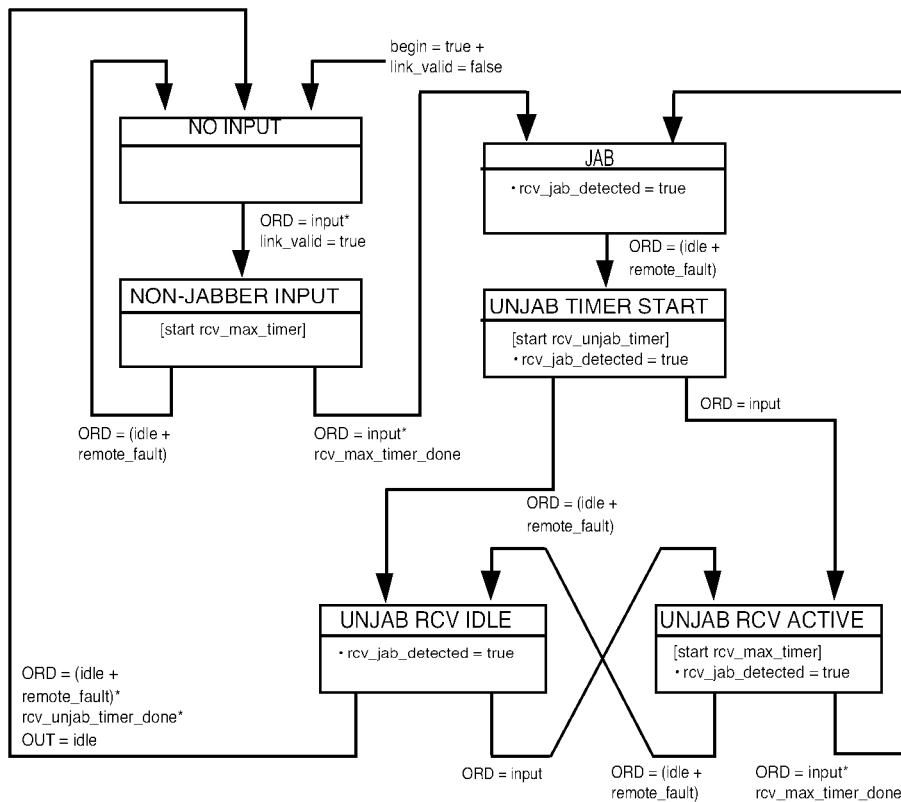 begin = true +
link_valid = false
NO INPUT
JAB
• rcv_jab_detected = true
ORD = input*
link_valid = true
ORD = (idle +
remote_fault)
NON-JABBER INPUT
[start rcv_max_timer]
UNJAB TIMER START
[start rcv_unjab_timer]
• rcv_jab_detected = true
ORD = (idle +
remote_fault)
ORD = input*
rcv_max_timer_done
ORD = input
ORD = (idle +
remote_fault)
UNJAB RCV IDLE
• rcv_jab_detected = true
UNJAB RCV ACTIVE
[start rcv_max_timer]
• rcv_jab_detected = true
ORD = (idle +
remote_fault)*
rcv_unjab_timer_done*
OUT = idle
ORD = input
ORD = (idle +
remote_fault)
ORD = input*
rcv_max_timer_done